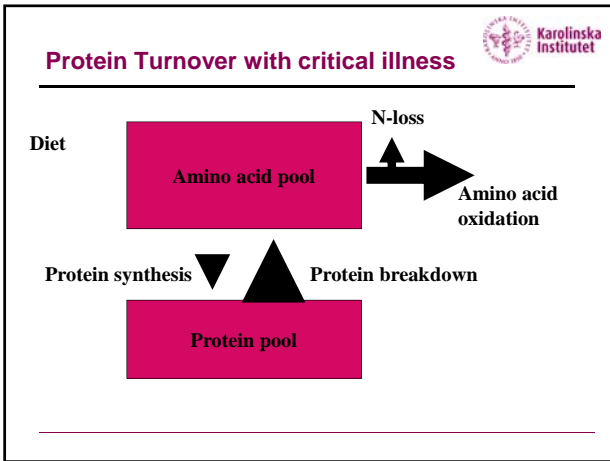 Protein Turnover with critical illness
Karolinska
Institutet
N-loss
Diet
Amino acid pool
Amino acid
oxidation
Protein synthesis
Protein breakdown
Protein pool